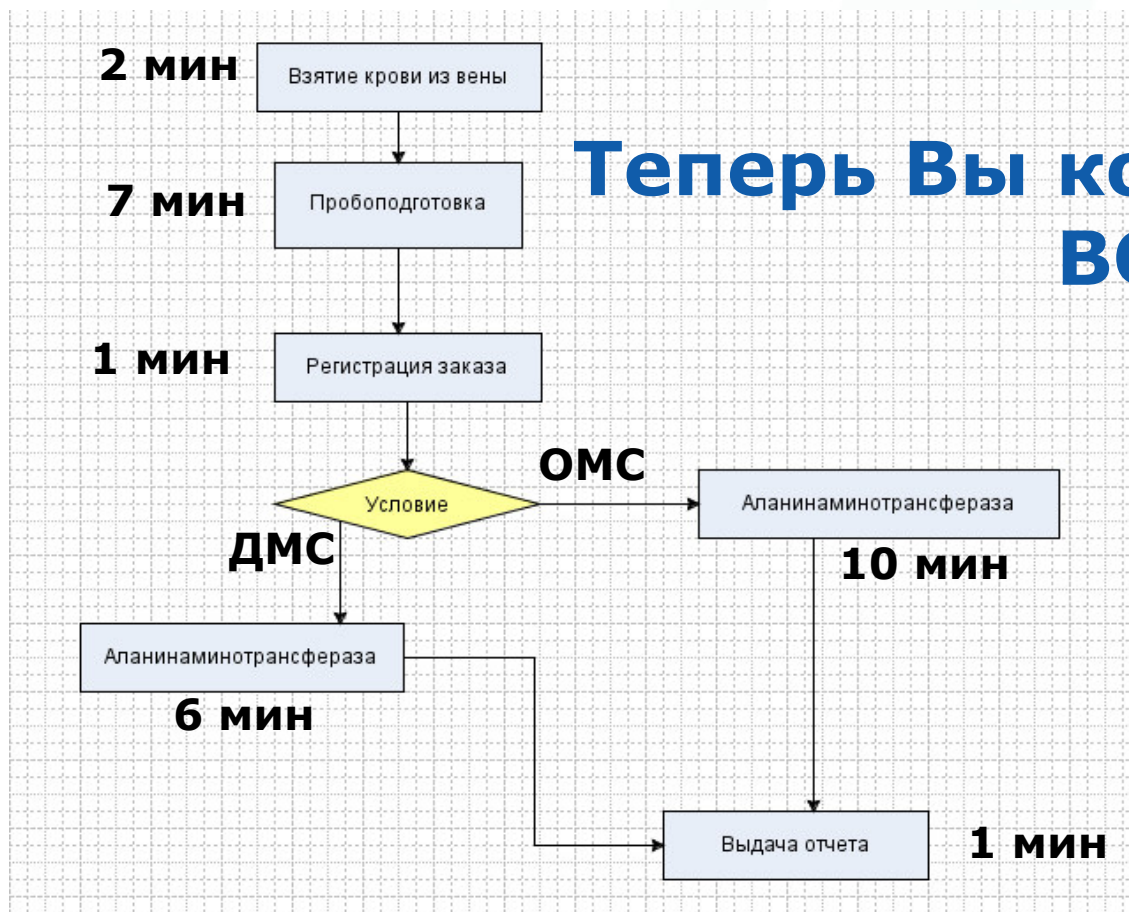 2 мин
Взятие крови из вены
Теперь Вы
7 мин
Пробоподготовка
1 мин
Регистрация заказа
ОМС
Условие
Аланинаминотрансфераза
ДМС
10 мин
Аланинаминотрансфераза
6 мин
Выдача отчета
1 мин